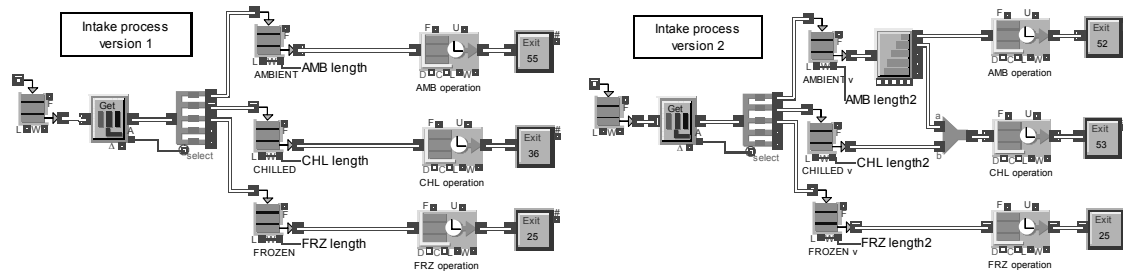 Intake process
version 1
F
L W
Get
A
Δ
select
F
L W
AMBIENT
AMB length
F U
D C L W
AMB operation
Exit
55
#
F
L W
CHILLED
CHL length
F U
D C L W
CHL operation
Exit
36
#
F
L W
FROZEN
FRZ length
F U
D C L W
FRZ operation
Exit
25
#
Intake process
version 2
F
L W
Get
A
Δ
select
F
L W
AMBIENT v
AMB length2
F U
D C L W
AMB operation
Exit
52
F
L W
CHILLED v
CHL length2
a
b
F U
D C L W
CHL operation
Exit
53
F
L W
FROZEN v
FRZ length2
F U
D C L W
FRZ operation
Exit
25